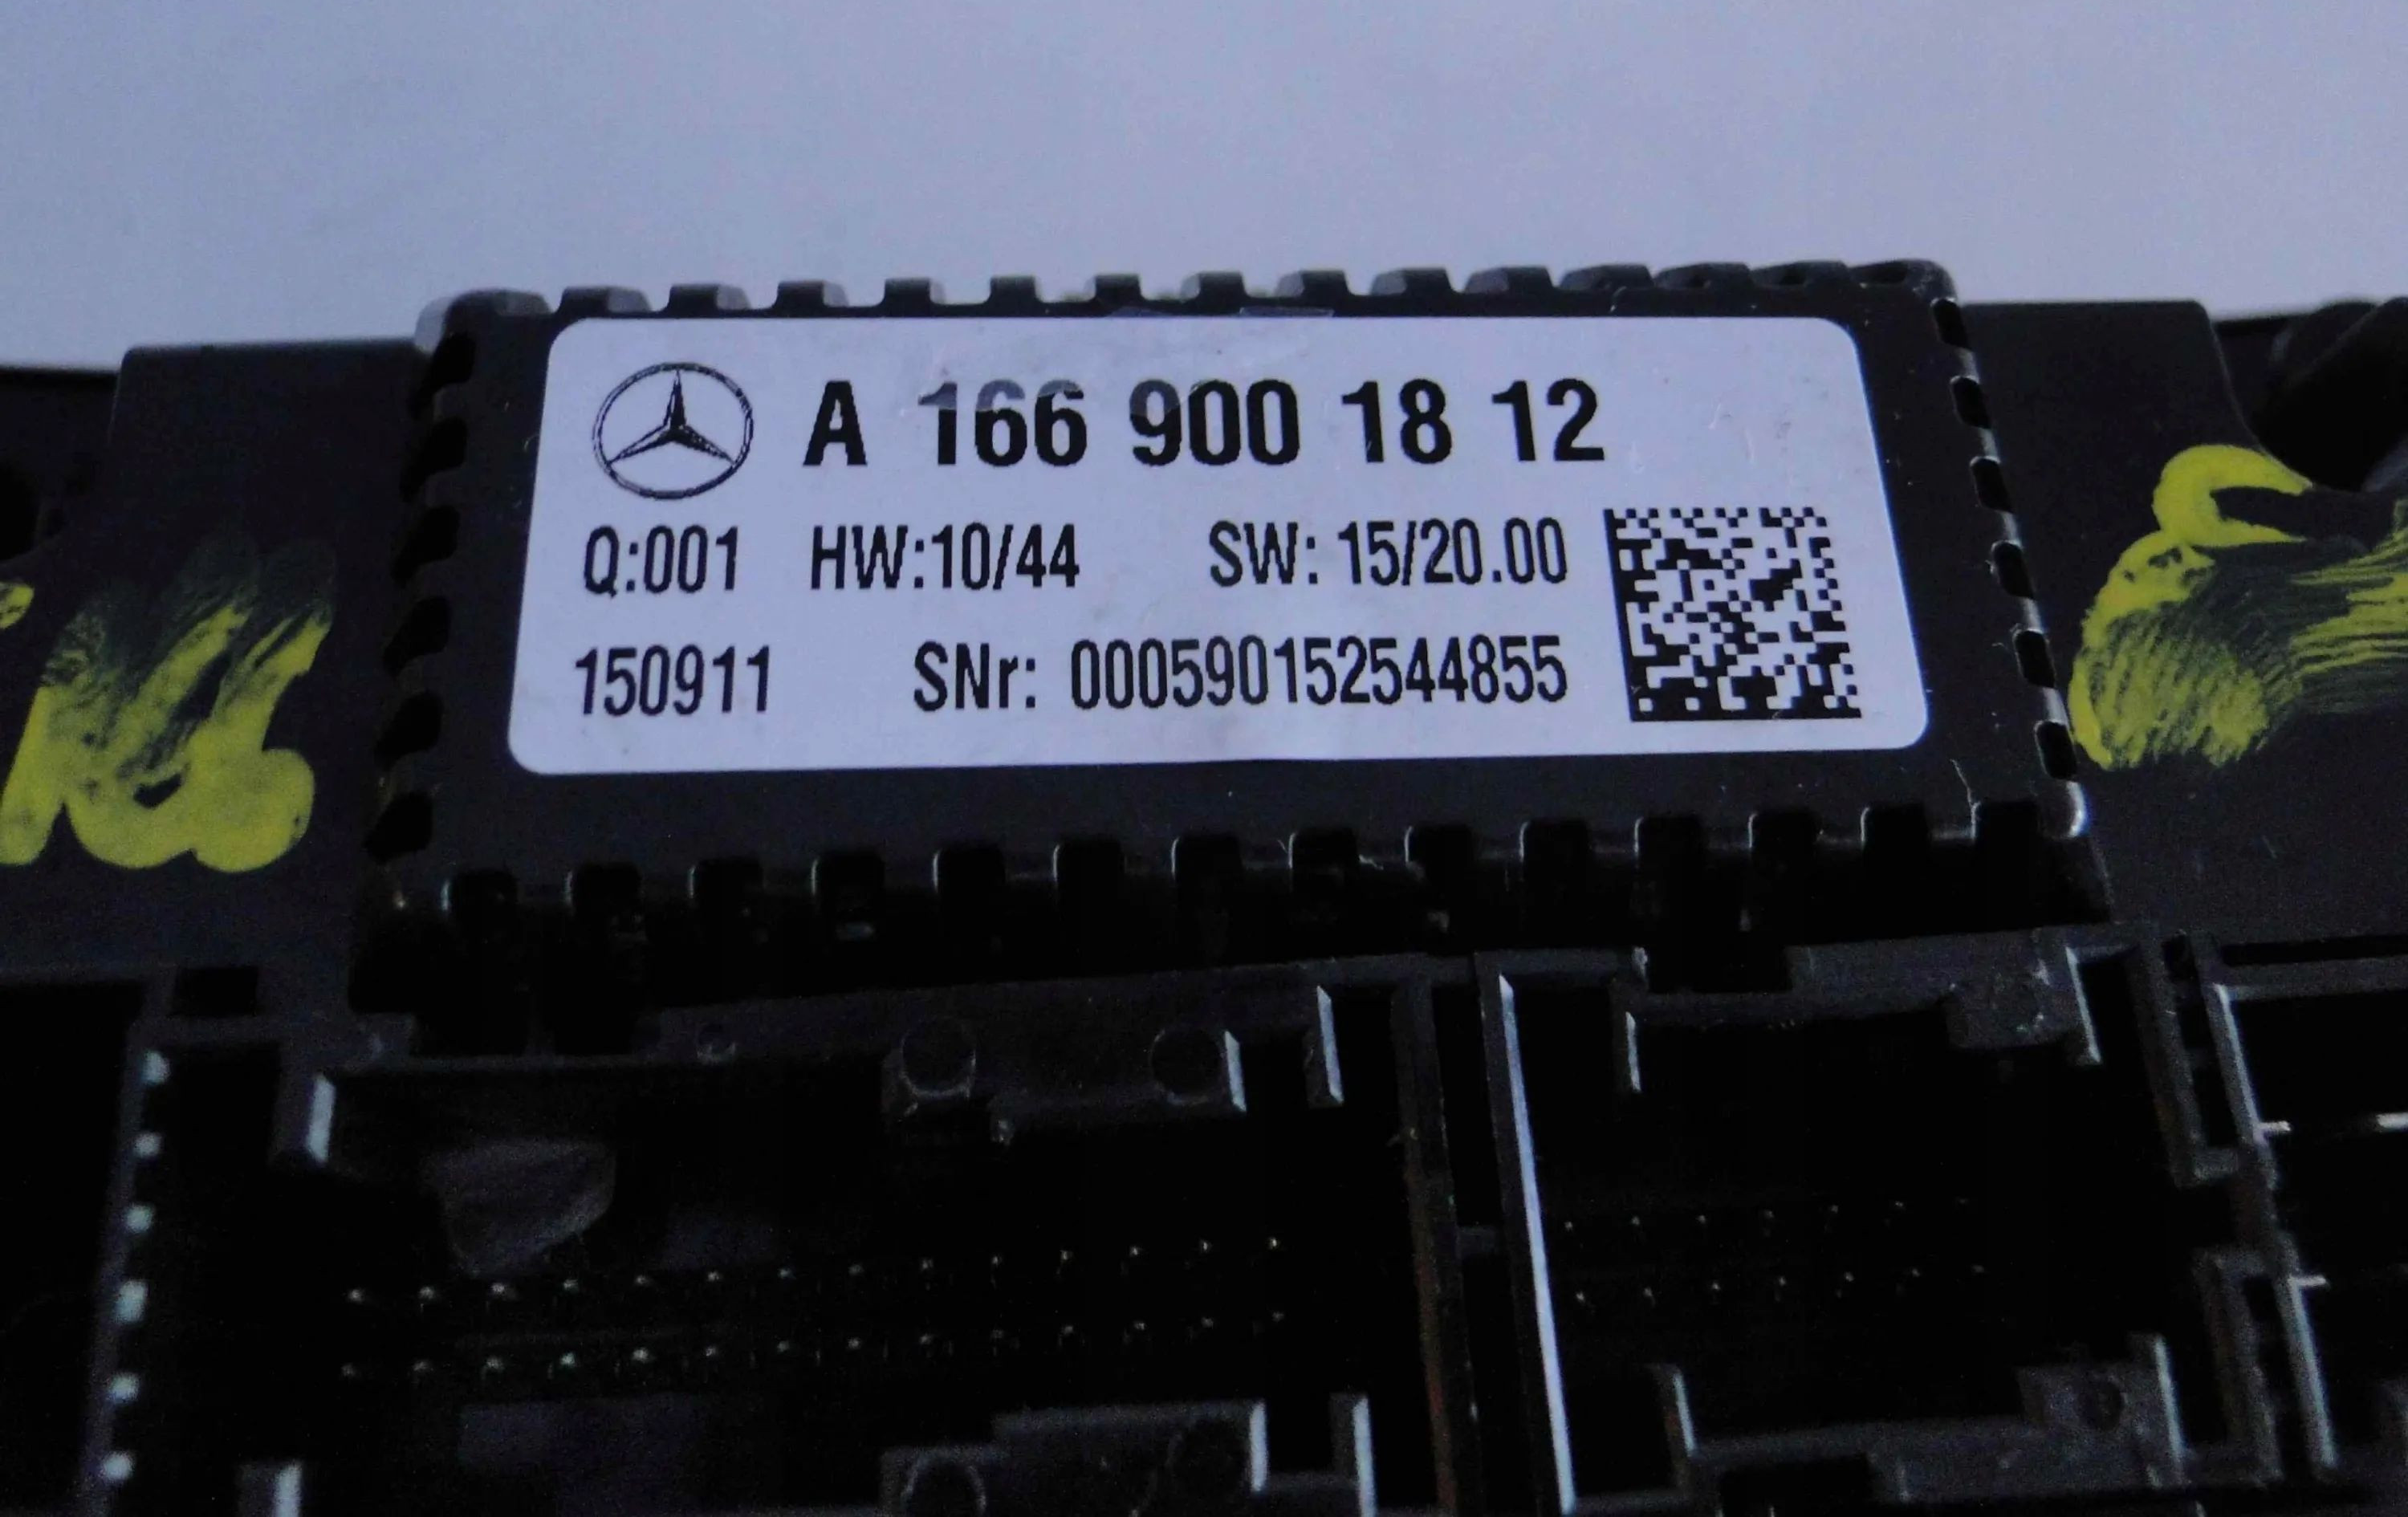 A 166 900 18 12
Q:001 HW:10/44 SW: 15/20.00
150911 SNr: 000590152544855